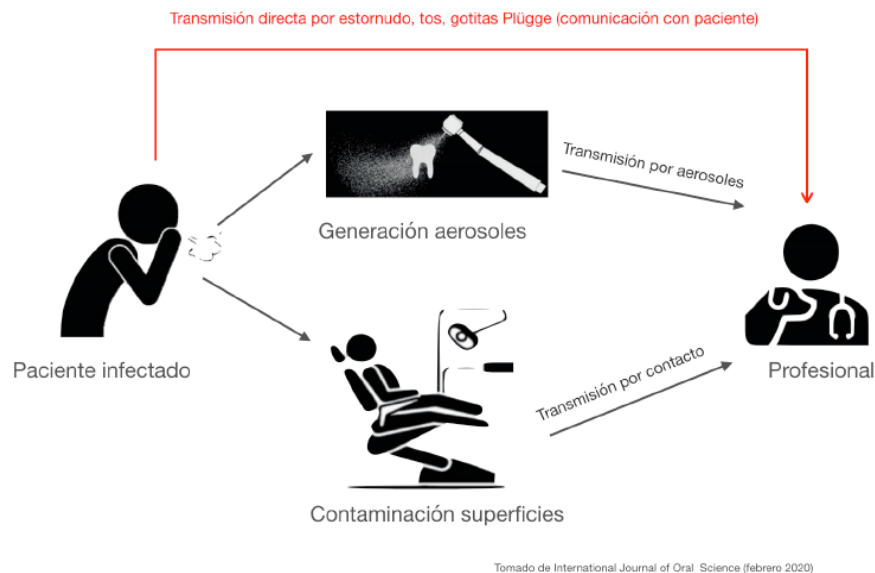 Transmisión directa por estornudo, tos, gotitas Plügge (comunicación con paciente)
Transmisión por aerosoles
Generación aerosoles
Paciente infectado
Transmisión por contacto
Profesional
Contaminación superficies
Tomado de International Journal of Oral Science (febrero 2020)